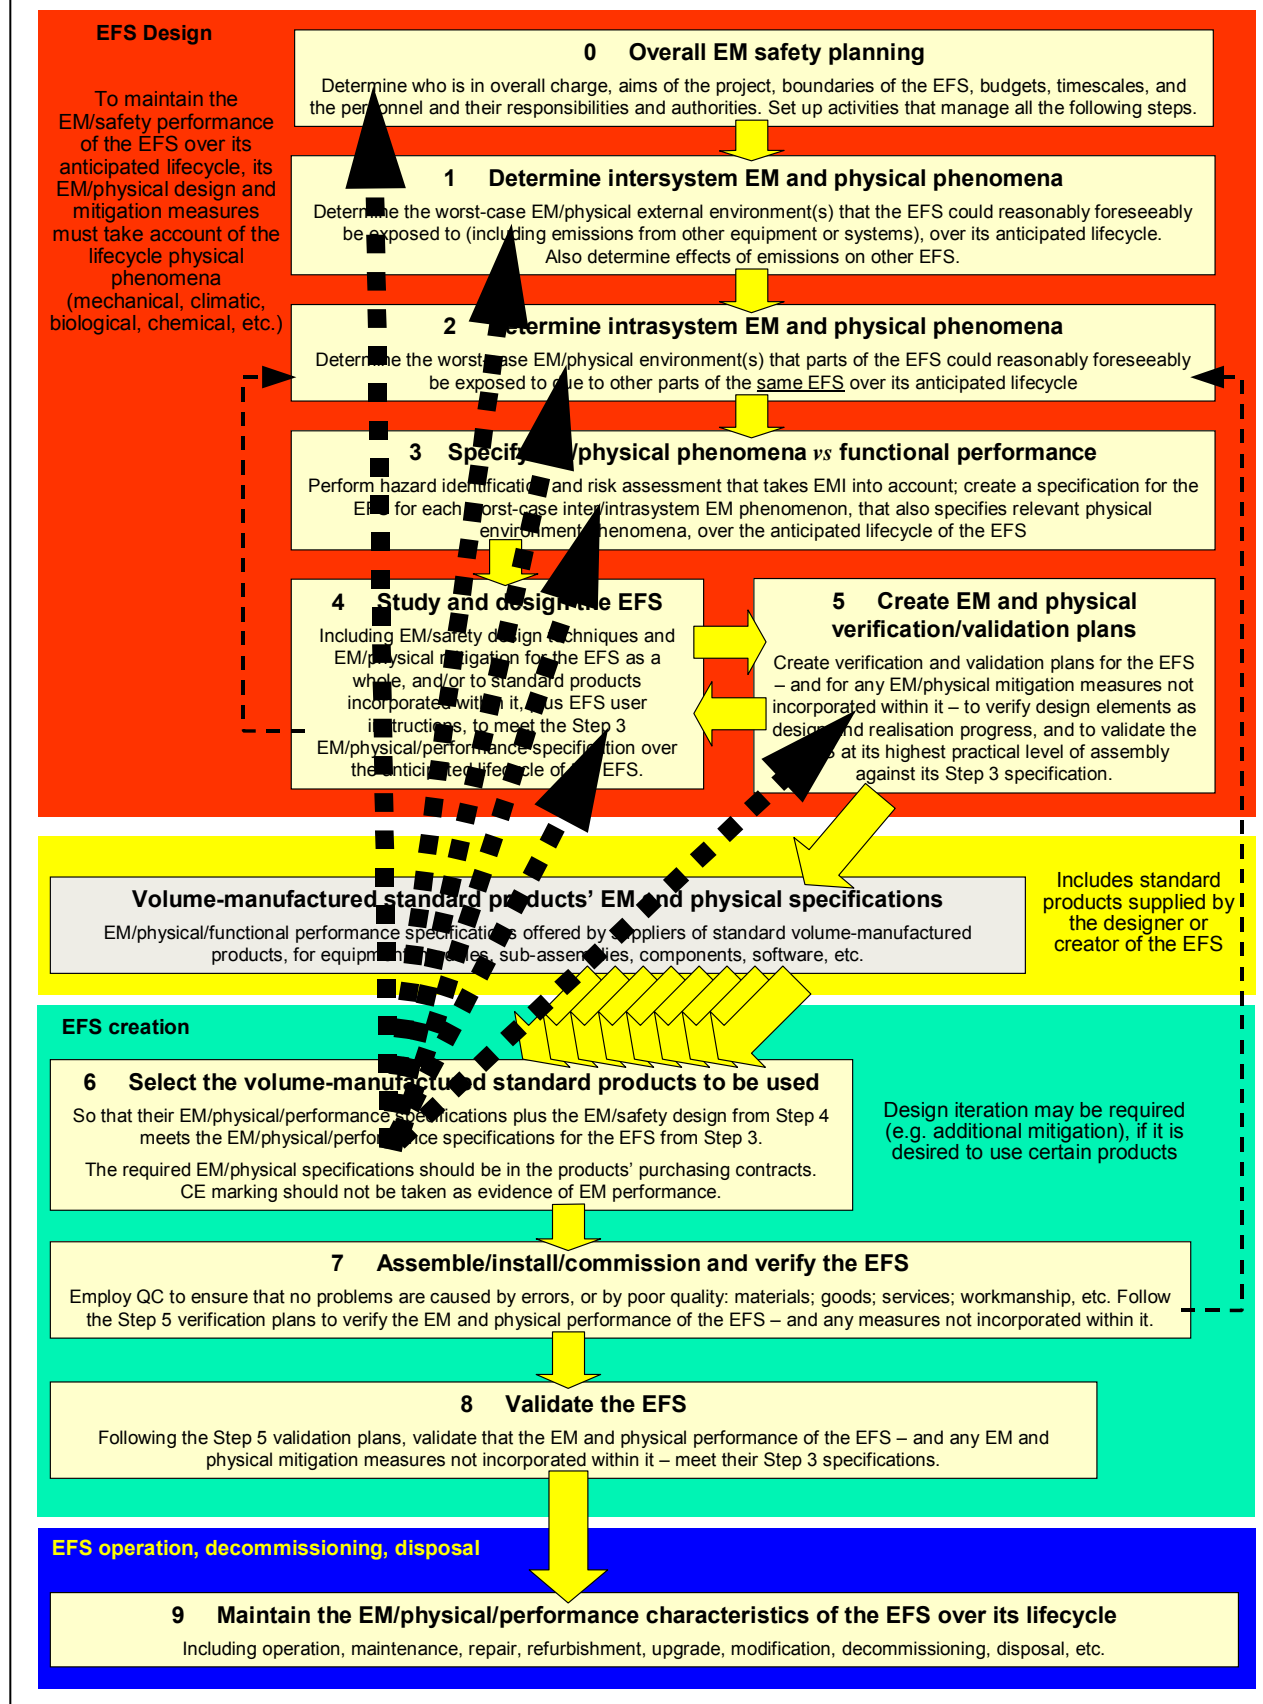 EFS Design
To maintain the
EM/safety performance
of the EFS over its
anticipated lifecycle, its
EM/physical design and
mitigation measures
must take account of the
lifecycle physical
phenomena
(mechanical, climatic,
biological, chemical, etc.)
0 Overall EM safety planning
Determine who is in overall charge, aims of the project, boundaries of the EFS, budgets, timescales, and
the personnel and their responsibilities and authorities. Set up activities that manage all the following steps.
1 Determine intersystem EM and physical phenomena
Determine the worst-case EM/physical external environment(s) that the EFS could reasonably foreseeably
be exposed to (including emissions from other equipment or systems), over its anticipated lifecycle.
Also determine effects of emissions on other EFS.
2 Determine intrasystem EM and physical phenomena
Determine the worst-case EM/physical environment(s) that parts of the EFS could reasonably foreseeably
be exposed to due to other parts of the same EFS over its anticipated lifecycle
3 Specify EM/physical phenomena vs functional performance
Perform hazard identification and risk assessment that takes EMI into account; create a specification for the
EFS for each worst-case inter/intrasystem EM phenomenon, that also specifies relevant physical
environment phenomena, over the anticipated lifecycle of the EFS
4 Study and design the EFS
Including EM/safety design techniques and
EM/physical mitigation for the EFS as a
whole, and/or to standard products
incorporated within it, plus EFS user
instructions, to meet the Step 3
EM/physical/performance specification over
the anticipated lifecycle of the EFS.
5 Create EM and physical
verification/validation plans
Create verification and validation plans for the EFS
– and for any EM/physical mitigation measures not
incorporated within it – to verify design elements as
design and realisation progress, and to validate the
EFS at its highest practical level of assembly
against its Step 3 specification.
Volume-manufactured standard products’ EM and physical specifications
EM/physical/functional performance specifications offered by suppliers of standard volume-manufactured
products, for equipment, modules, sub-assemblies, components, software, etc.
Includes standard
products supplied by
the designer or
creator of the EFS
EFS creation
6 Select the volume-manufactured standard products to be used
So that their EM/physical/performance specifications plus the EM/safety design from Step 4
meets the EM/physical/performance specifications for the EFS from Step 3.
The required EM/physical specifications should be in the products’ purchasing contracts.
CE marking should not be taken as evidence of EM performance.
Design iteration may be required
(e.g. additional mitigation), if it is
desired to use certain products
7 Assemble/install/commission and verify the EFS
Employ QC to ensure that no problems are caused by errors, or by poor quality: materials; goods; services; workmanship, etc. Follow
the Step 5 verification plans to verify the EM and physical performance of the EFS – and any measures not incorporated within it.
8 Validate the EFS
Following the Step 5 validation plans, validate that the EM and physical performance of the EFS – and any EM and
physical mitigation measures not incorporated within it – meet their Step 3 specifications.
EFS operation, decommissioning, disposal
9 Maintain the EM/physical/performance characteristics of the EFS over its lifecycle
Including operation, maintenance, repair, refurbishment, upgrade, modification, decommissioning, disposal, etc.